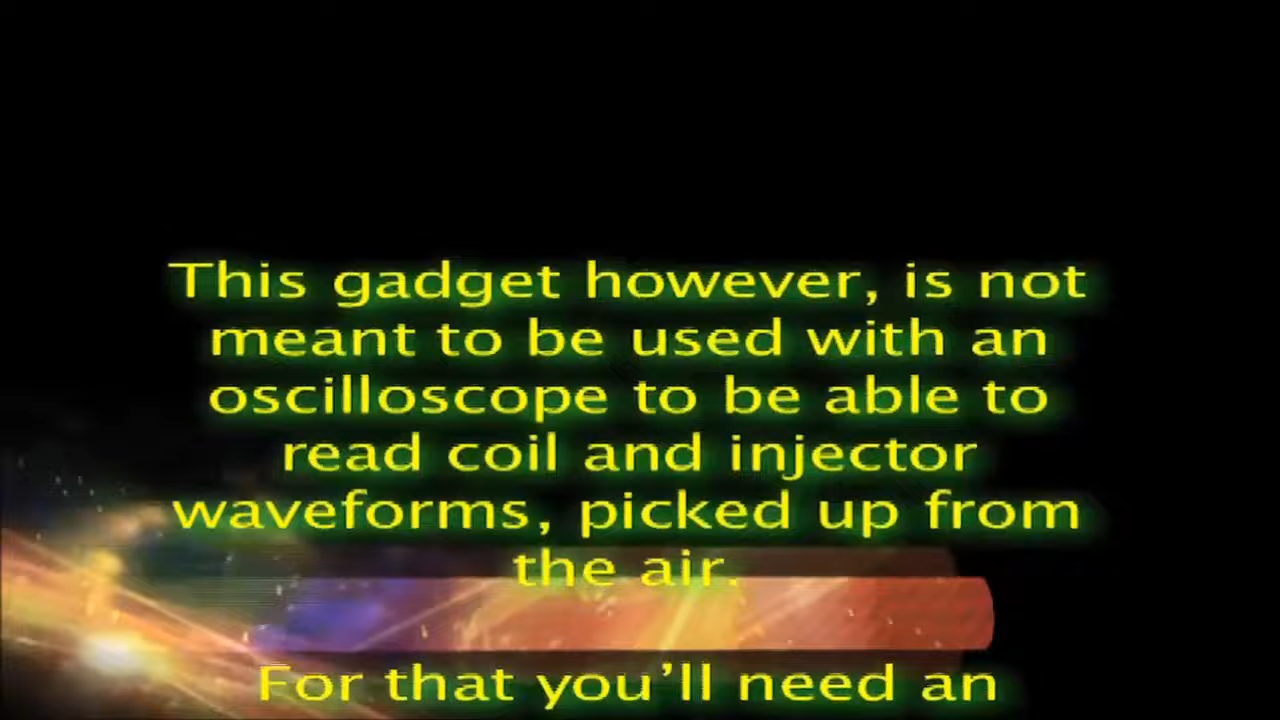 This gadget however, is not
meant to be used with an
oscilloscope to be able to
read coil and injector
waveforms, picked up from
the air.
For that you’ll need an